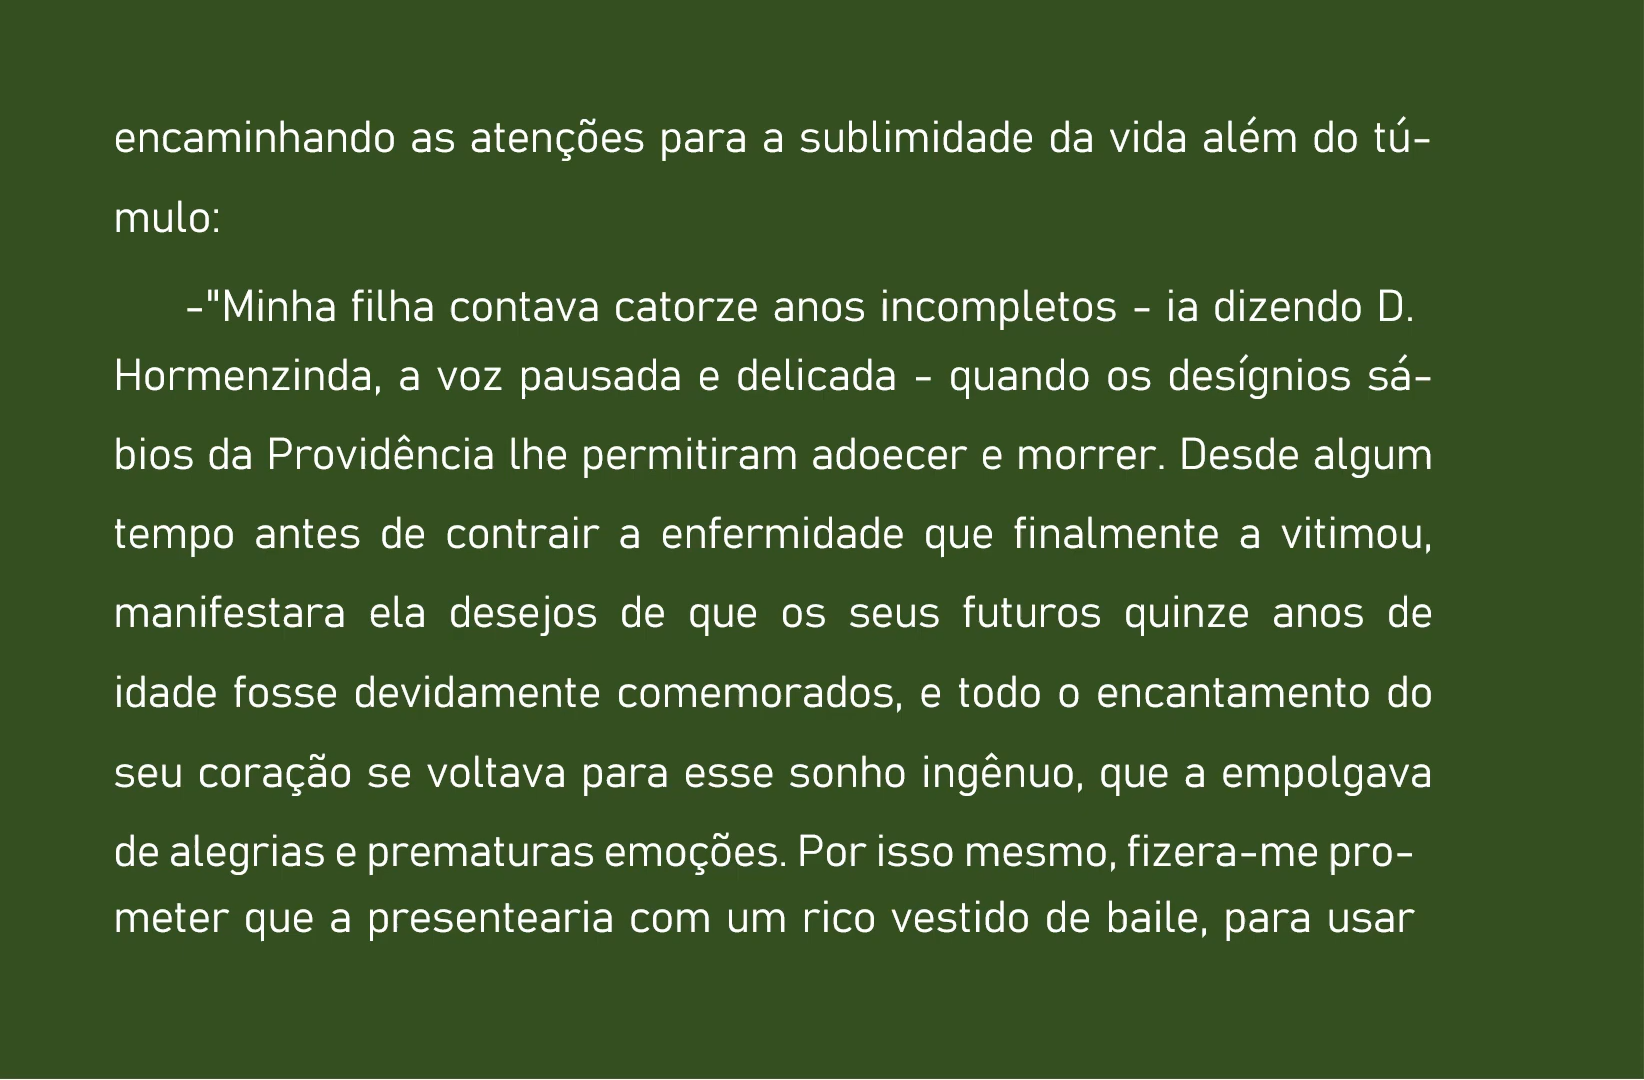 encaminhando as atenções para a sublimidade da vida além do tú-
mulo:
-"Minha filha contava catorze anos incompletos - ia dizendo D.
Hormenzinda, a voz pausada e delicada - quando os desígnios sá-
bios da Providência lhe permitiram adoecer e morrer. Desde algum
tempo antes de contrair a enfermidade que finalmente a vitimou,
manifestara ela desejos de que os seus futuros quinze anos de
idade fosse devidamente comemorados, e todo o encantamento do
seu coração se voltava para esse sonho ingênuo, que a empolgava
de alegrias e prematuras emoções. Por isso mesmo, fizera-me pro-
meter que a presentearia com um rico vestido de baile, para usar